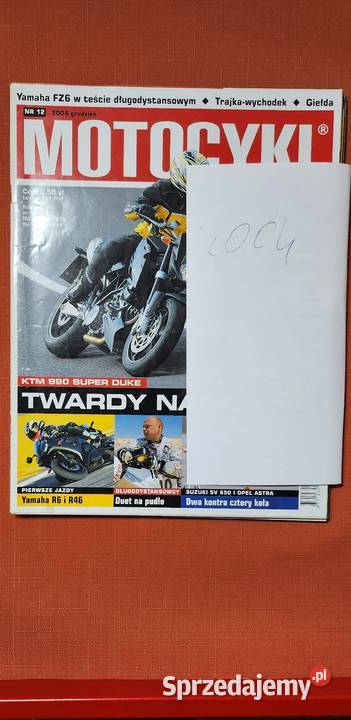 Yamaha FZ6 w teście długodystansowym ◆ Trajka-wychodek ◆ Giełda
NR 12 2004 grudzień
MOTOCYKL®
KTM 990 SUPER DUKE
TWARDY NA
PIERWSZE JAZDY
Yamaha R6 i R46
DŁUGODYSTANSOWCY
Duet na pudle
SUZUKI SV 650 I OPEL ASTRA
Dwa kontra cztery koła
2004
Sprzedajemy.pl